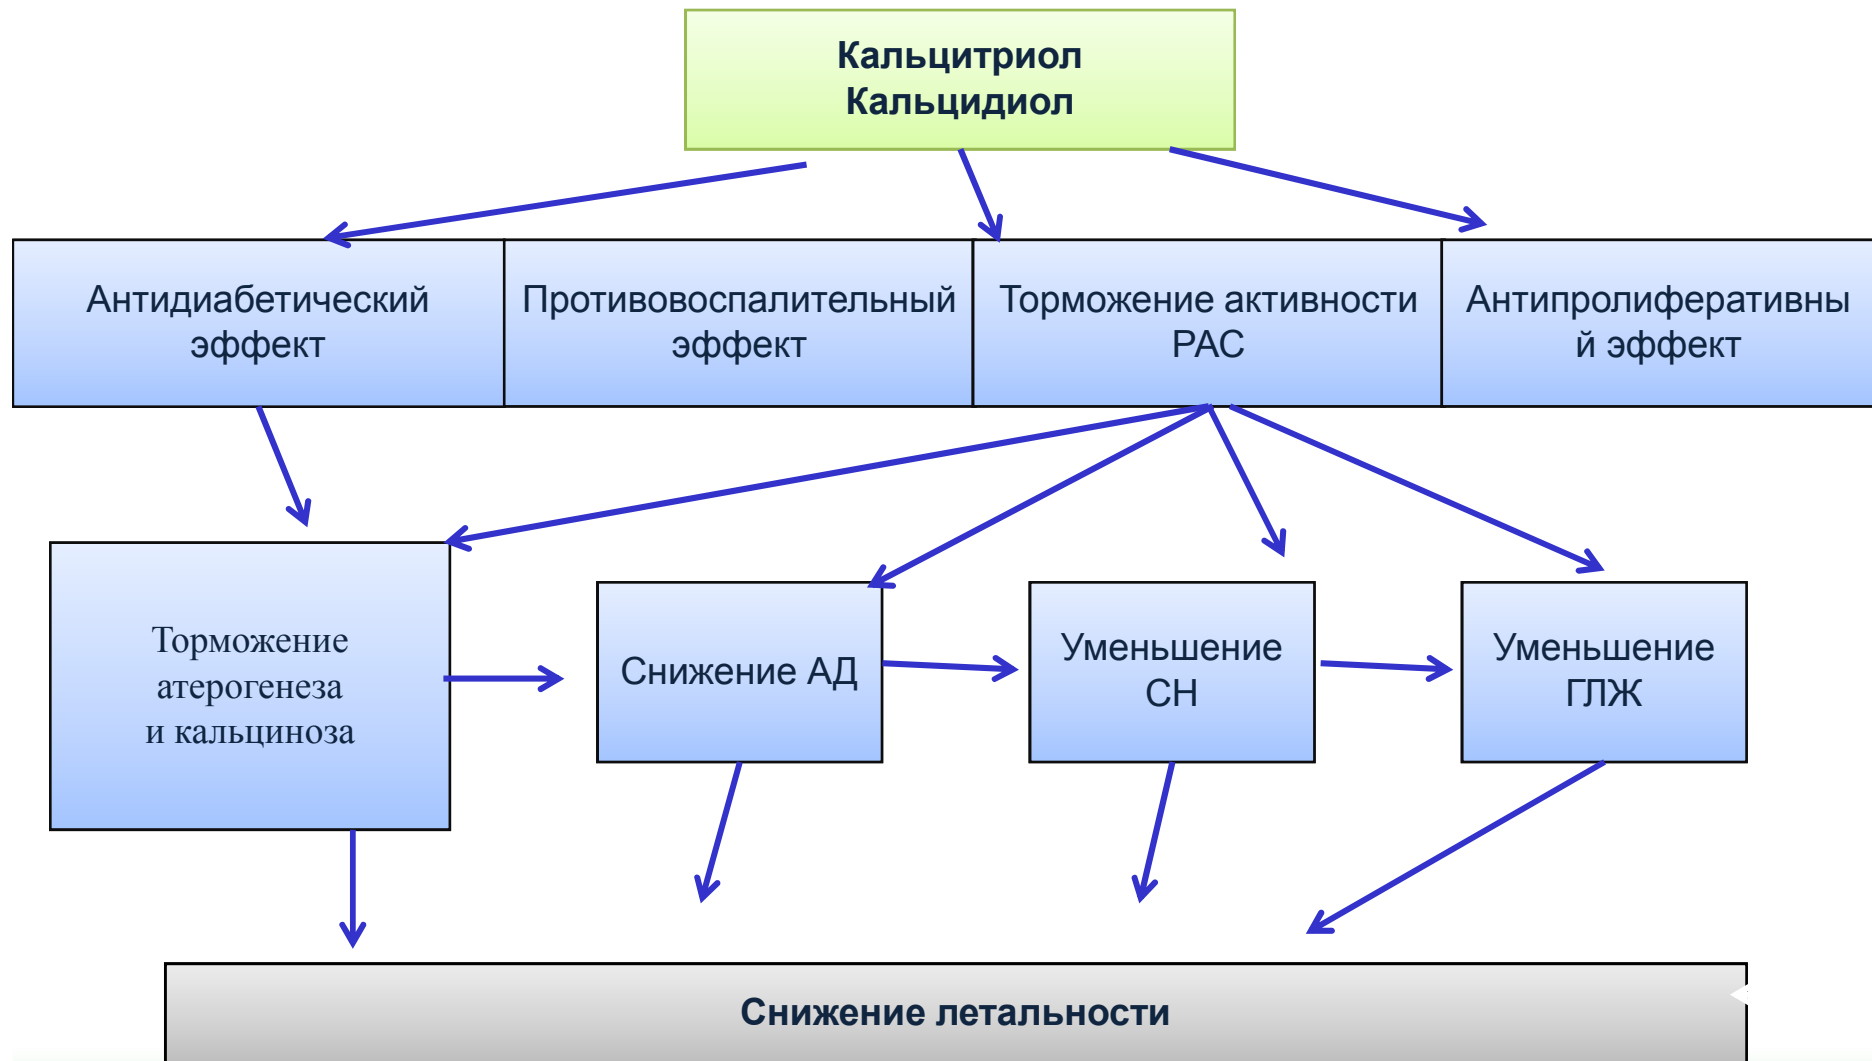 Кальцитриол
Кальцидиол
Антидиабетический
эффект
Противовоспалительный
эффект
Торможение активности
РАС
Антипролиферативны
й эффект
Торможение
атерогенеза
и кальциноза
Снижение АД
Уменьшение
СН
Уменьшение
ГЛЖ
Снижение летальности